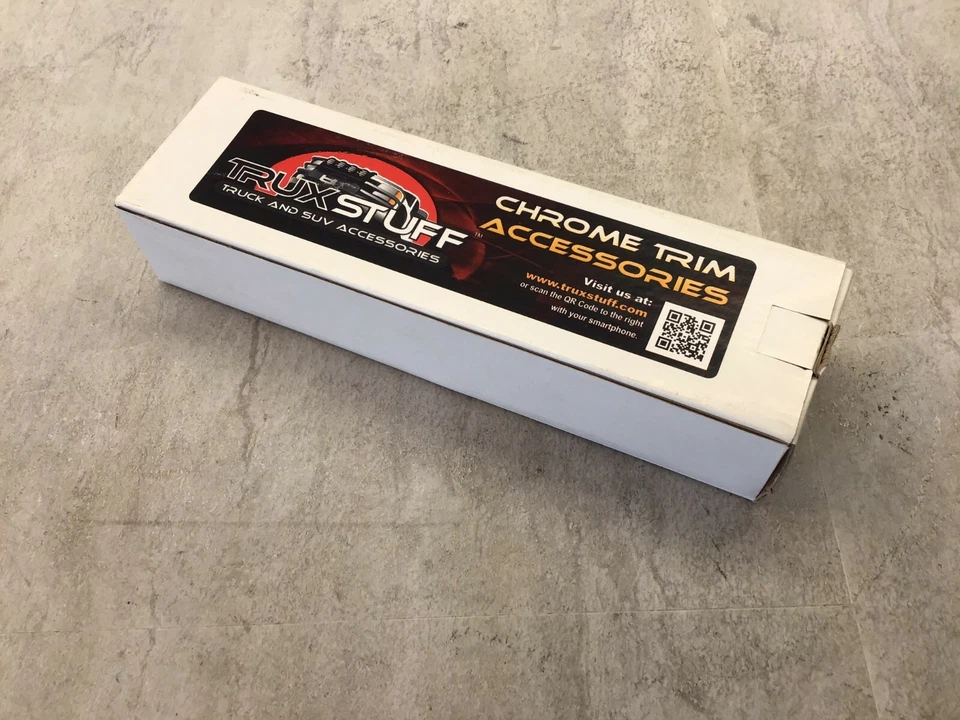 TRUXSTUFF™
TRUCK AND SUV ACCESSORIES
CHROME TRIM
ACCESSORIES
Visit us at:
www.truxstuff.com
or scan the QR Code to the right
with your smartphone.